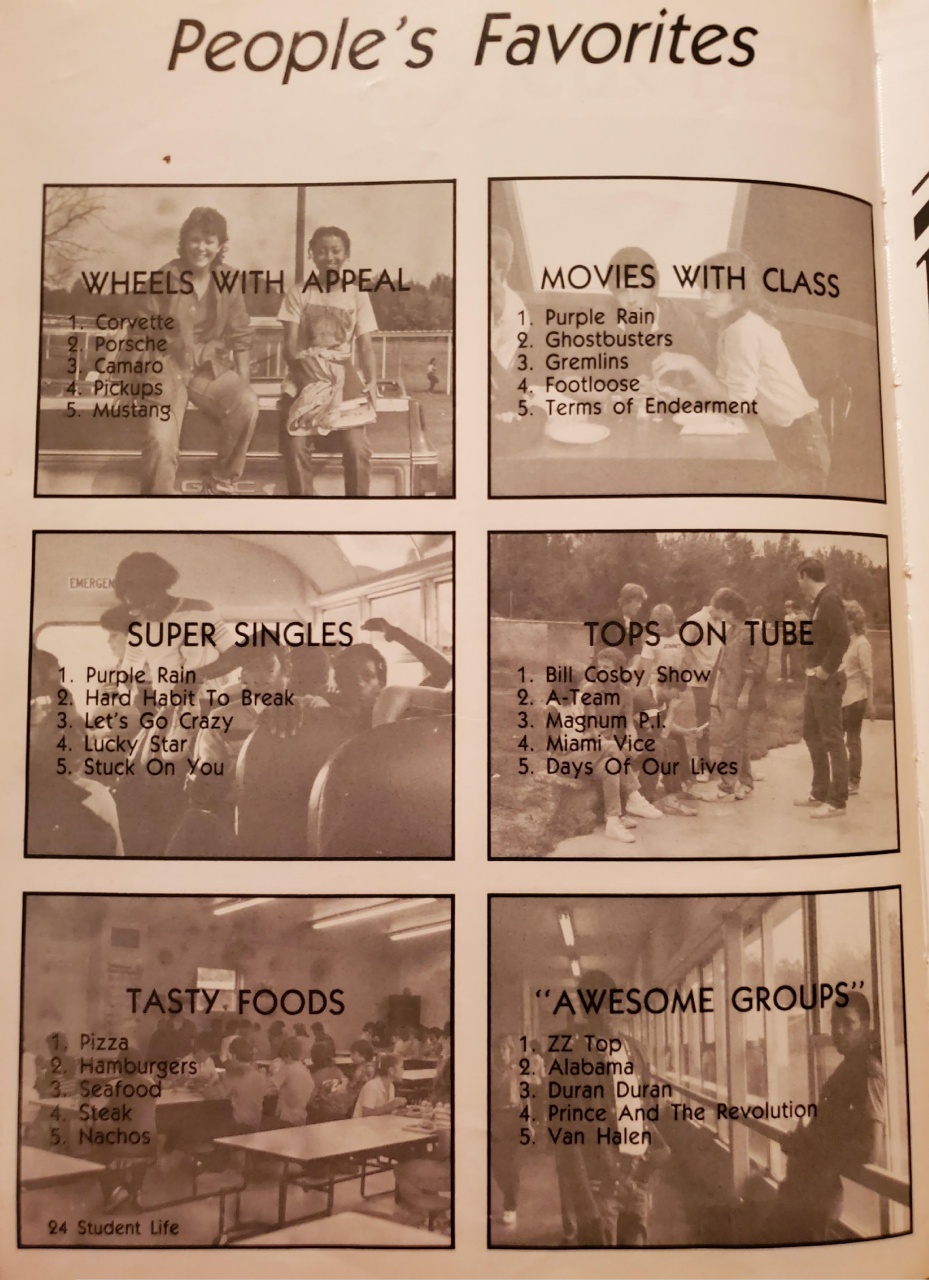 People's Favorites
WHEELS WITH APPEAL
1. Corvette
2. Porsche
3. Camaro
4. Pickups
5. Mustang
GMC
MOVIES WITH CLASS
1. Purple Rain
2. Ghostbusters
3. Gremlins
4. Footloose
5. Terms of Endearment
EMERGEN
SUPER SINGLES
1. Purple Rain
2. Hard Habit To Break
3. Let's Go Crazy
4. Lucky Star
5. Stuck On You
TOPS ON TUBE
1. Bill Cosby Show
2. A-Team
3. Magnum P.I.
4. Miami Vice
5. Days Of Our Lives
TASTY FOODS
1. Pizza
2. Hamburgers
3. Seafood
4. Steak
5. Nachos
24 Student Life
"AWESOME GROUPS"
1. ZZ Top
2. Alabama
3. Duran Duran
4. Prince And The Revolution
5. Van Halen